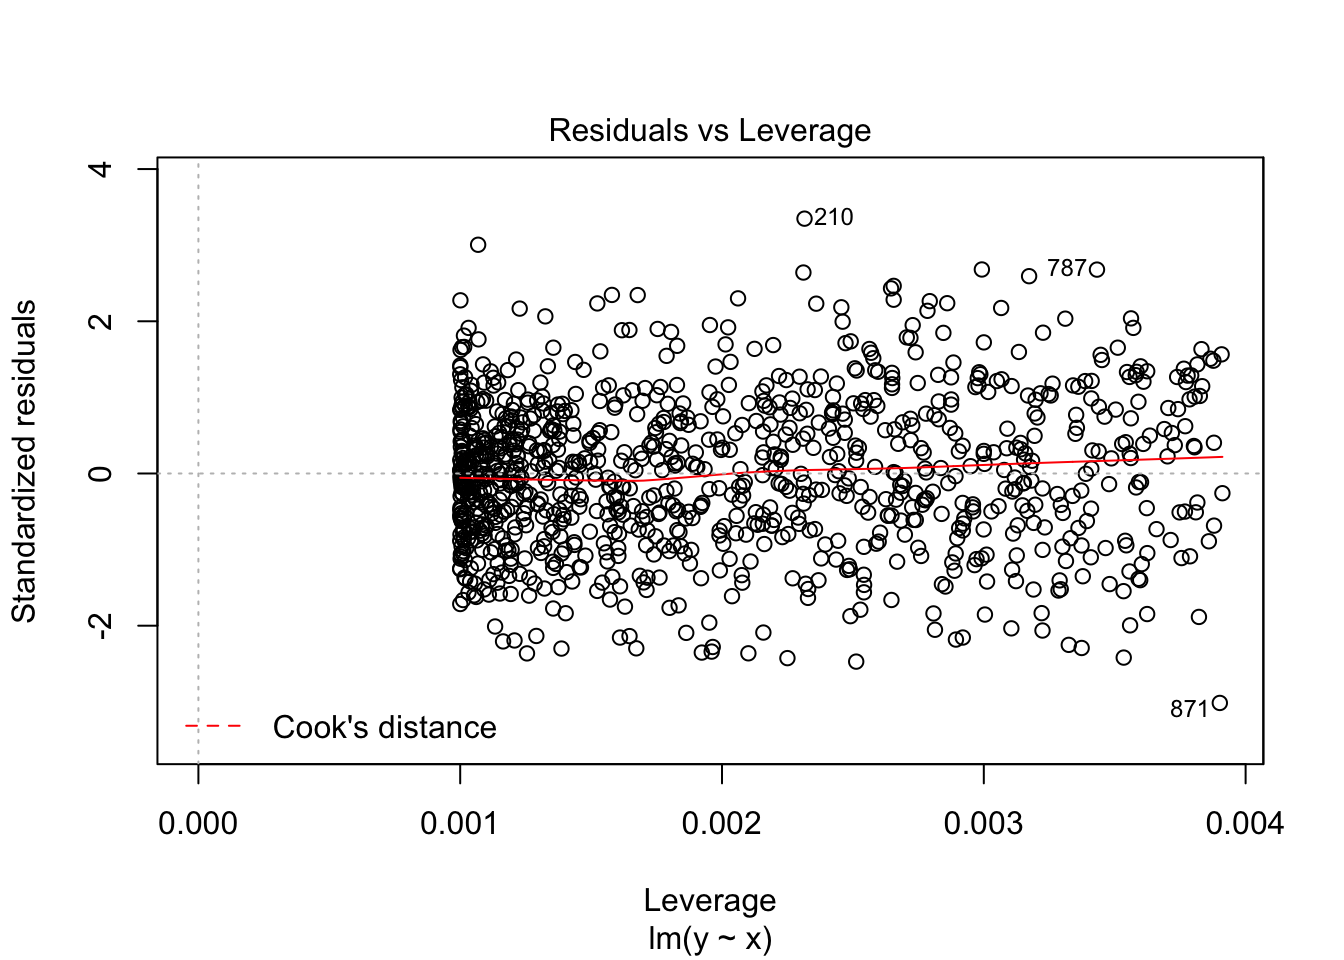 Residuals vs Leverage
Standardized residuals
4
2
0
-2
210
787
871
Cook's distance
0.000 0.001 0.002 0.003 0.004
Leverage
lm(y ~ x)